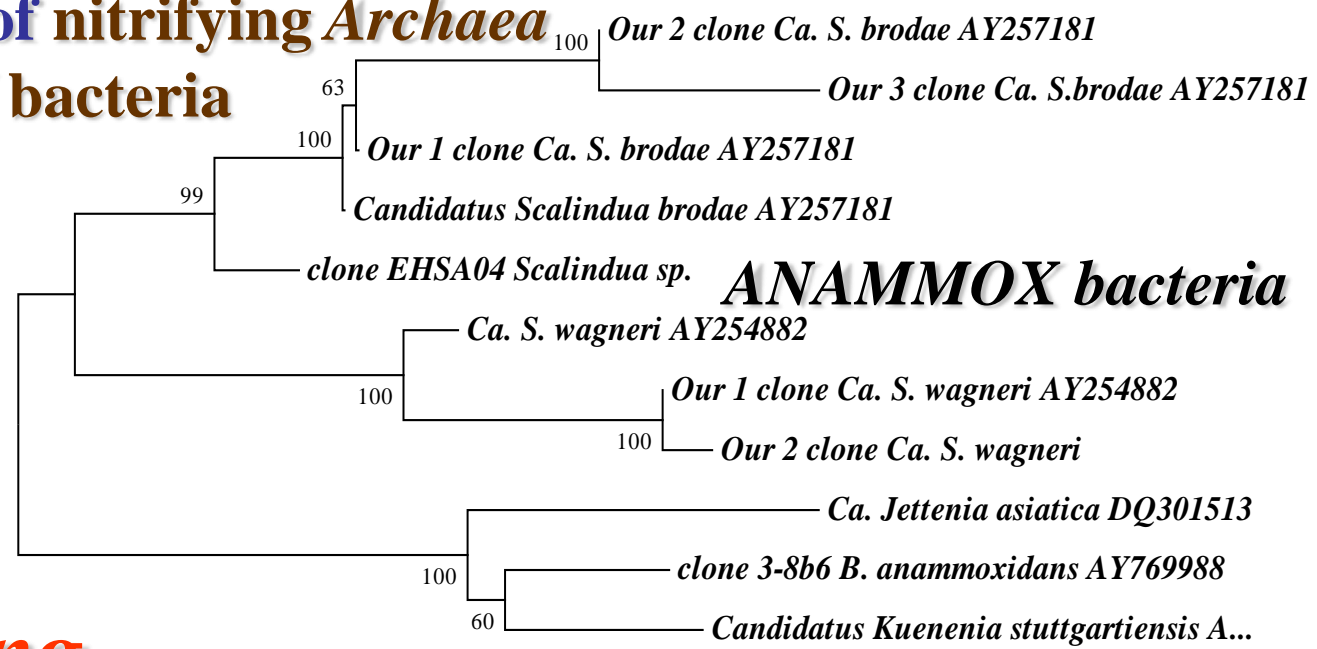 of nitrifying Archaea
bacteria
100
Our 2 clone Ca. S. brodae AY257181
63
Our 3 clone Ca. S.brodae AY257181
100
Our 1 clone Ca. S. brodae AY257181
99
Candidatus Scalindua brodae AY257181
clone EHSA04 Scalindua sp.
ANAMMOX bacteria
Ca. S. wagneri AY254882
100
Our 1 clone Ca. S. wagneri AY254882
100
Our 2 clone Ca. S. wagneri
Ca. Jettenia asiatica DQ301513
100
clone 3-8b6 B. anammoxidans AY769988
60
Candidatus Kuenenia stuttgartiensis A...